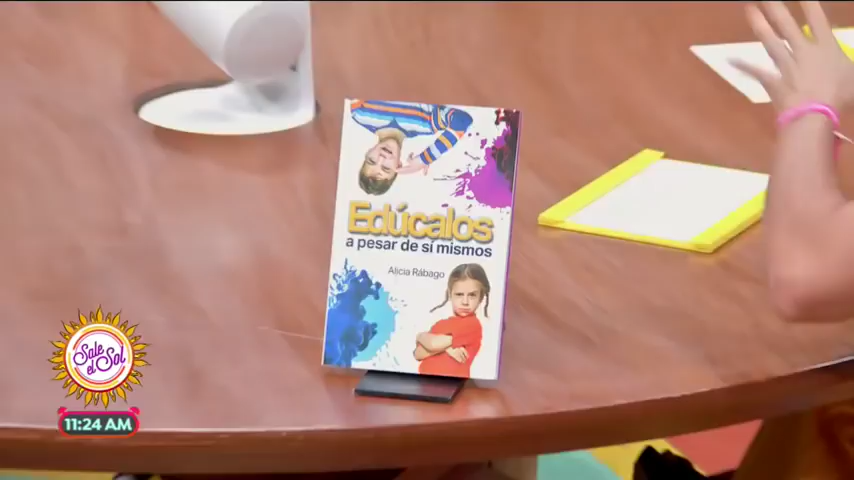 Edúcalos
a pesar de sí mismos
Alicia Rábago
Sale
el Sol
11:24 AM